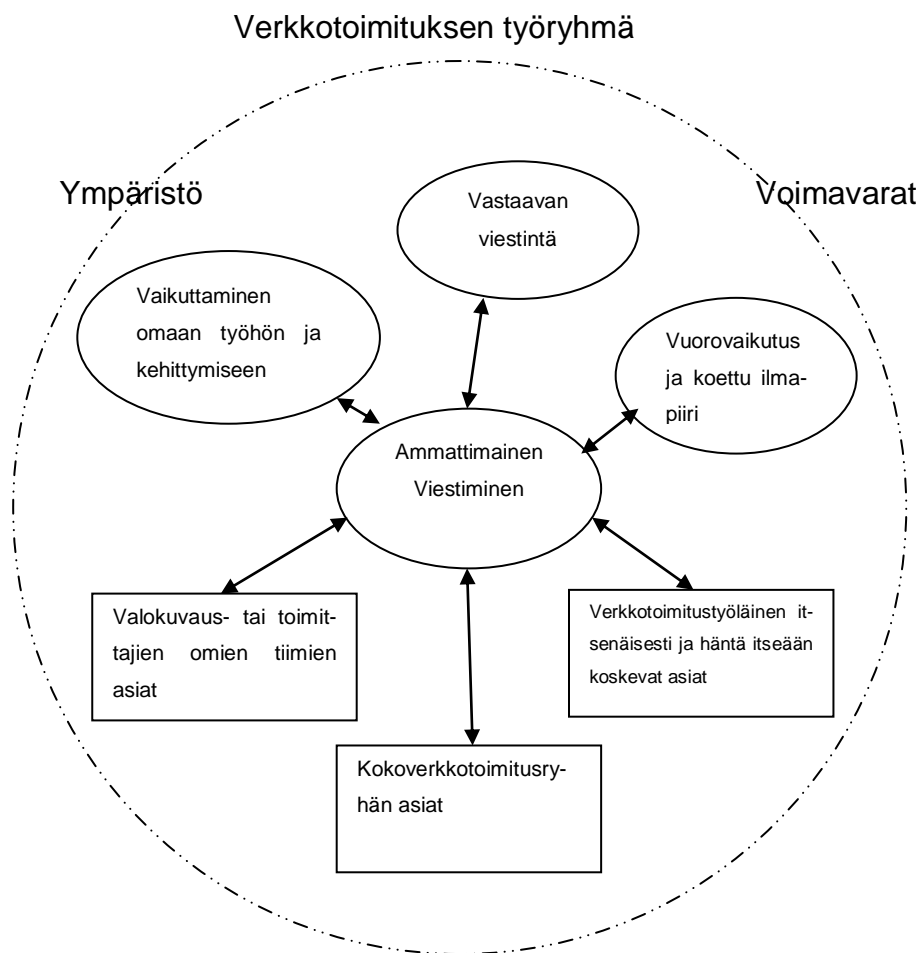 Verkkotoimituksen työryhmä
Ympäristö
Voimavarat
Vastaavan
viestintä
Vaikuttaminen
omaan työhön ja
kehittymiseen
Vuorovaikutus
ja koettu ilma-
piiri
Ammattimainen
Viestiminen
Valokuvaus- tai toimit-
tajien omien tiimien
asiat
Verkkotoimitustyöläinen it-
senäisesti ja häntä itseään
koskevat asiat
Kokoverkkotoimitusry-
hän asiat